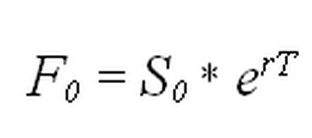 F₀ = S₀ * e^{rT}